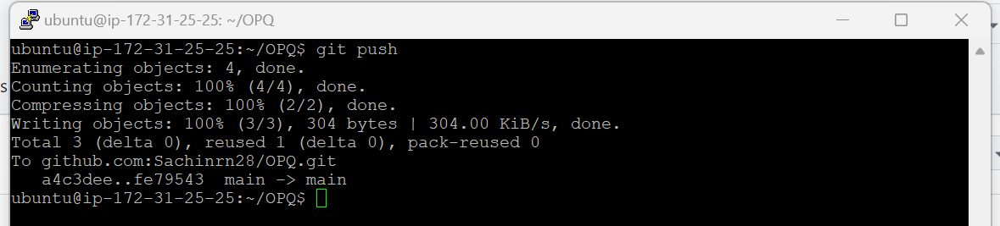 ubuntu@ip-172-31-25-25: ~/OPQ
ubuntu@ip-172-31-25-25:~/OPQ$ git push
Enumerating objects: 4, done.
s
Counting objects: 100% (4/4), done.
Compressing objects: 100% (2/2), done.
Writing objects: 100% (3/3), 304 bytes | 304.00 KiB/s, done.
Total 3 (delta 0), reused 1 (delta 0), pack-reused 0
To github.com:Sachinrn28/OPQ.git
   a4c3dee..fe79543  main -> main
ubuntu@ip-172-31-25-25:~/OPQ$